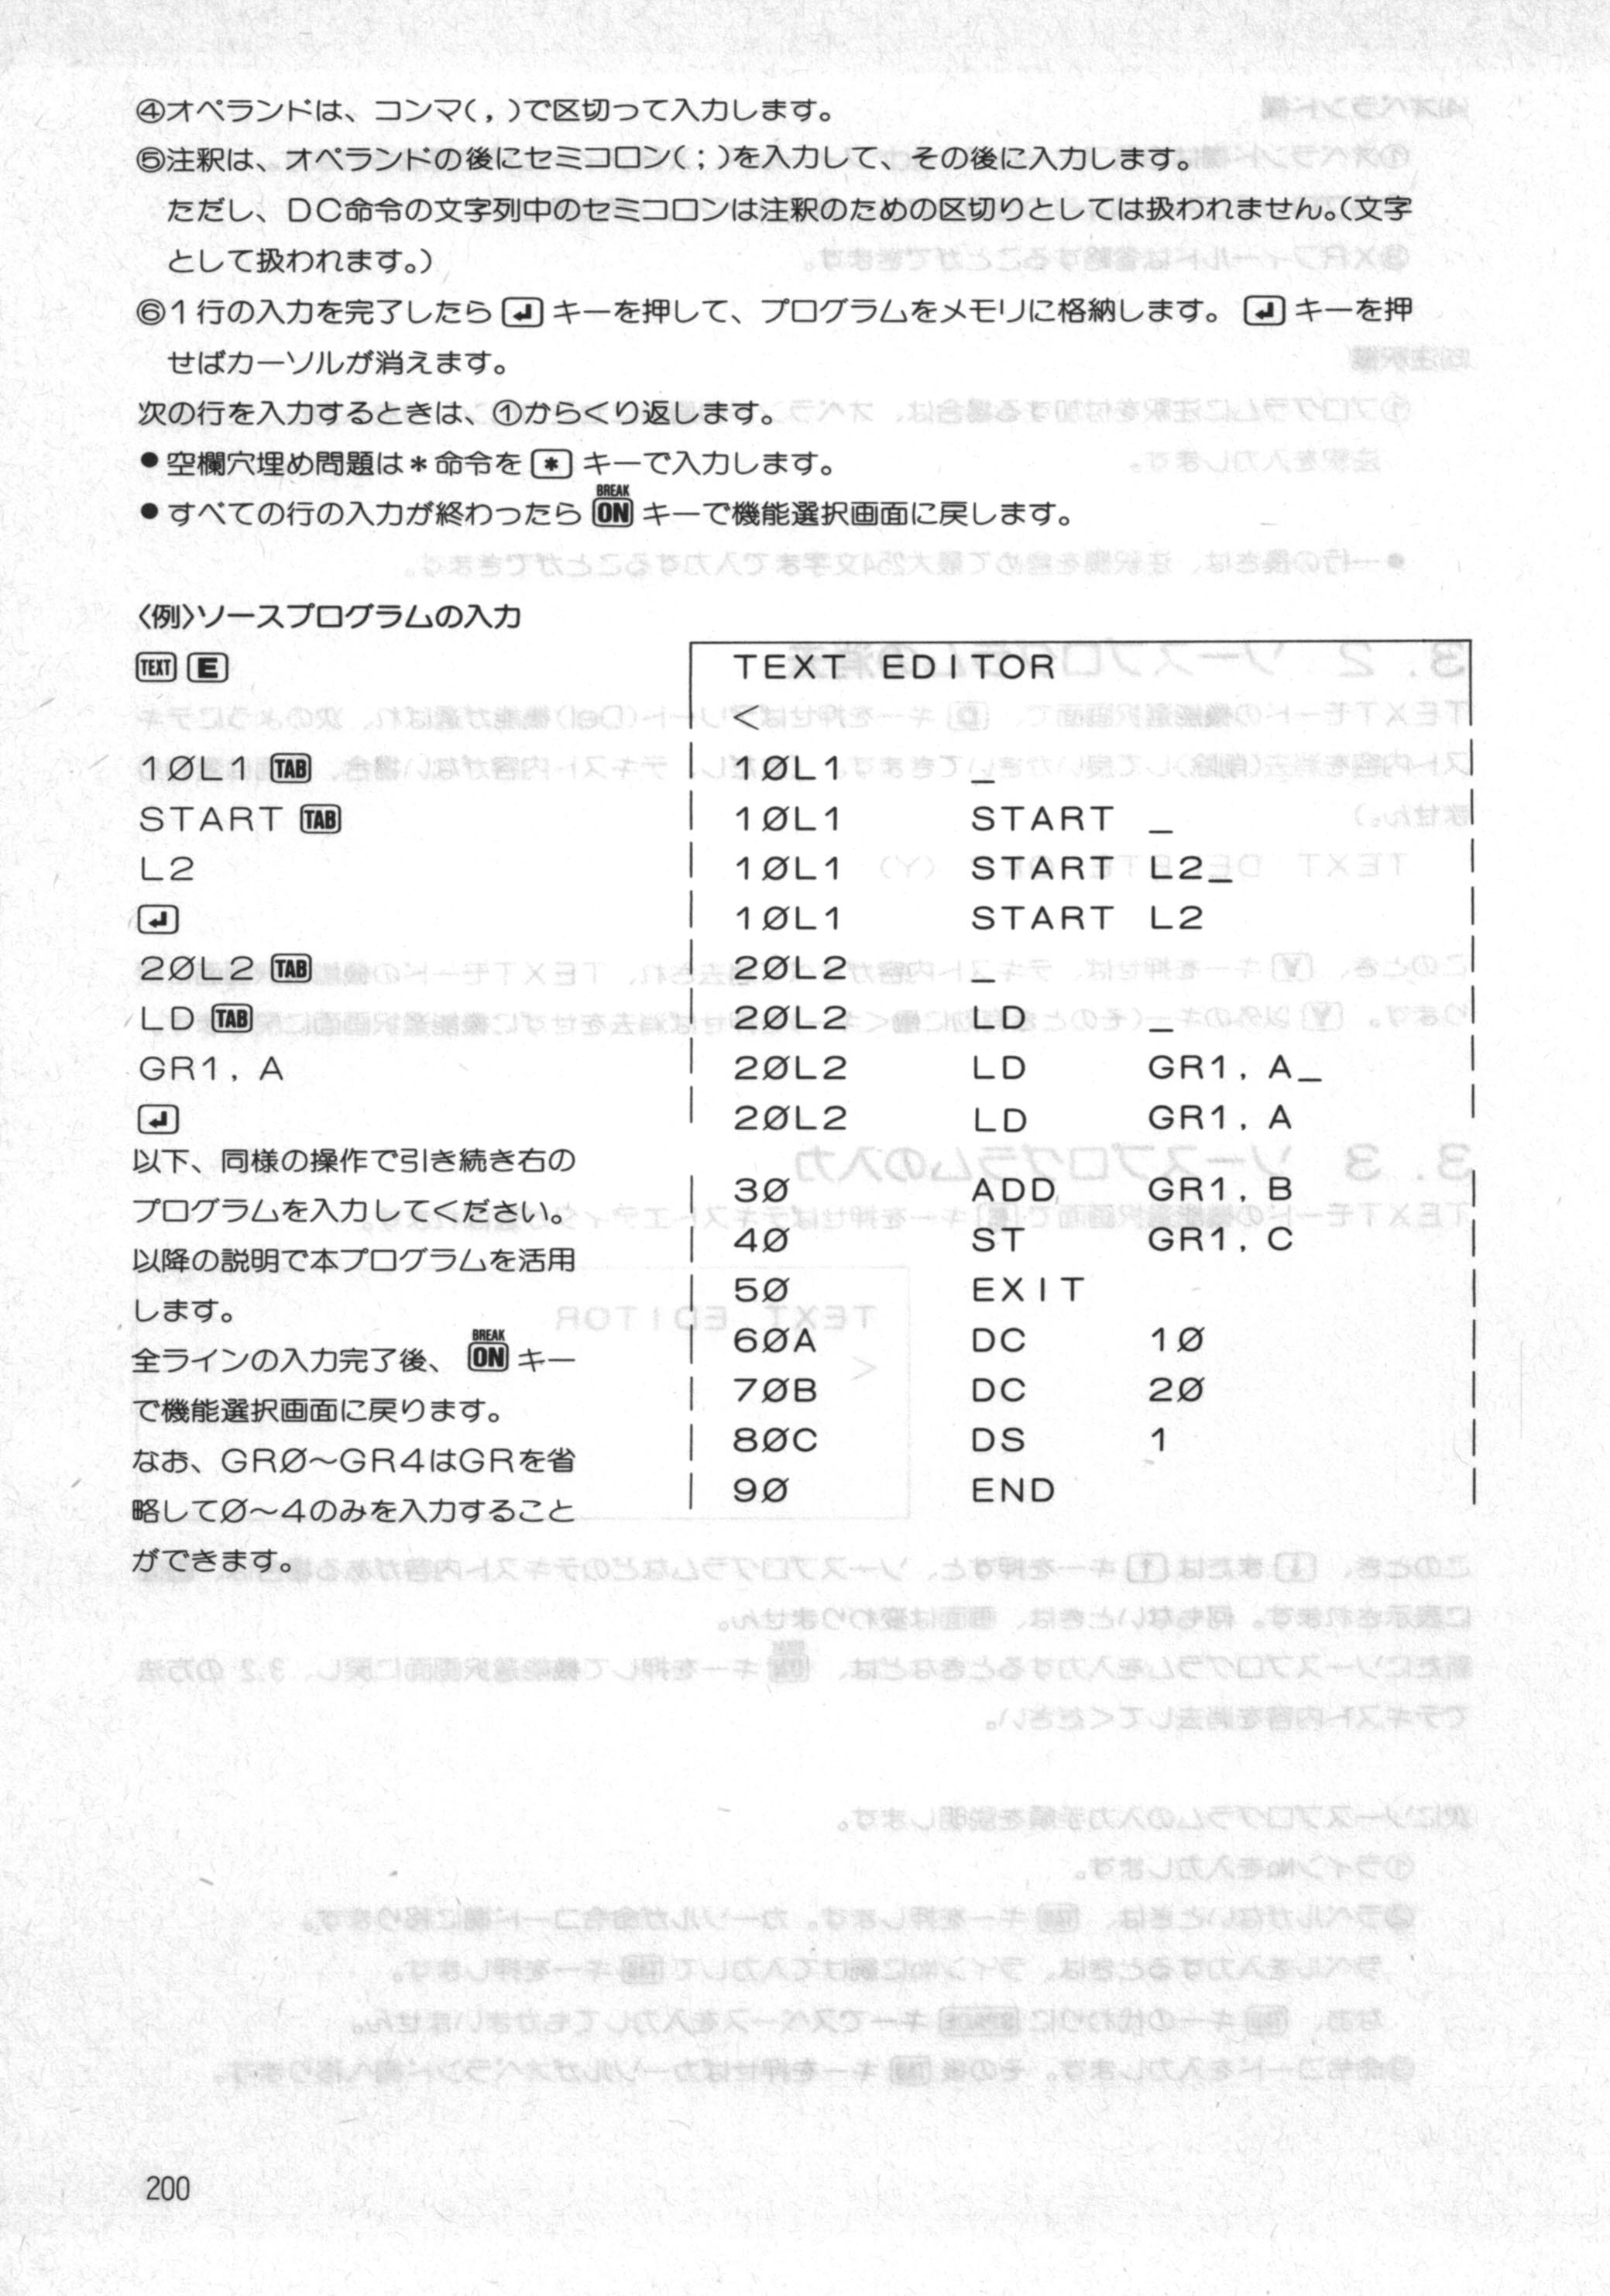 ④オペランドは、コンマ( , )で区切って入力します。
⑤注釈は、オペランドの後にセミコロン( ; )を入力して、その後に入力します。
ただし、DC命令の文字列中のセミコロンは注釈のための区切りとしては扱われません。(文字
として扱われます。)
⑥1行の入力を完了したら ↵ キーを押して、プログラムをメモリに格納します。 ↵ キーを押
せばカーソルが消えます。
次の行を入力するときは、①からくり返します。
●空欄穴埋め問題は＊命令を * キーで入力します。
BREAK
●すべての行の入力が終わったら ON キーで機能選択画面に戻します。
〈例〉ソースプログラムの入力
TEXT E
1ØL1 TAB
START TAB
L2
↵
2ØL2 TAB
LD TAB
GR1, A
↵
以下、同様の操作で引き続き右の
プログラムを入力してください。
以降の説明で本プログラムを活用
します。
BREAK
全ラインの入力完了後、 ON キー
で機能選択画面に戻ります。
なお、GRØ～GR4はGRを省
略してØ～4のみを入力すること
ができます。
TEXT EDITOR
<
1ØL1 _
1ØL1 START _
1ØL1 START L2_
1ØL1 START L2
2ØL2 _
2ØL2 LD _
2ØL2 LD GR1, A_
2ØL2 LD GR1, A
3Ø ADD GR1, B
4Ø ST GR1, C
5Ø EXIT
6ØA DC 1Ø
7ØB DC 2Ø
8ØC DS 1
9Ø END
200